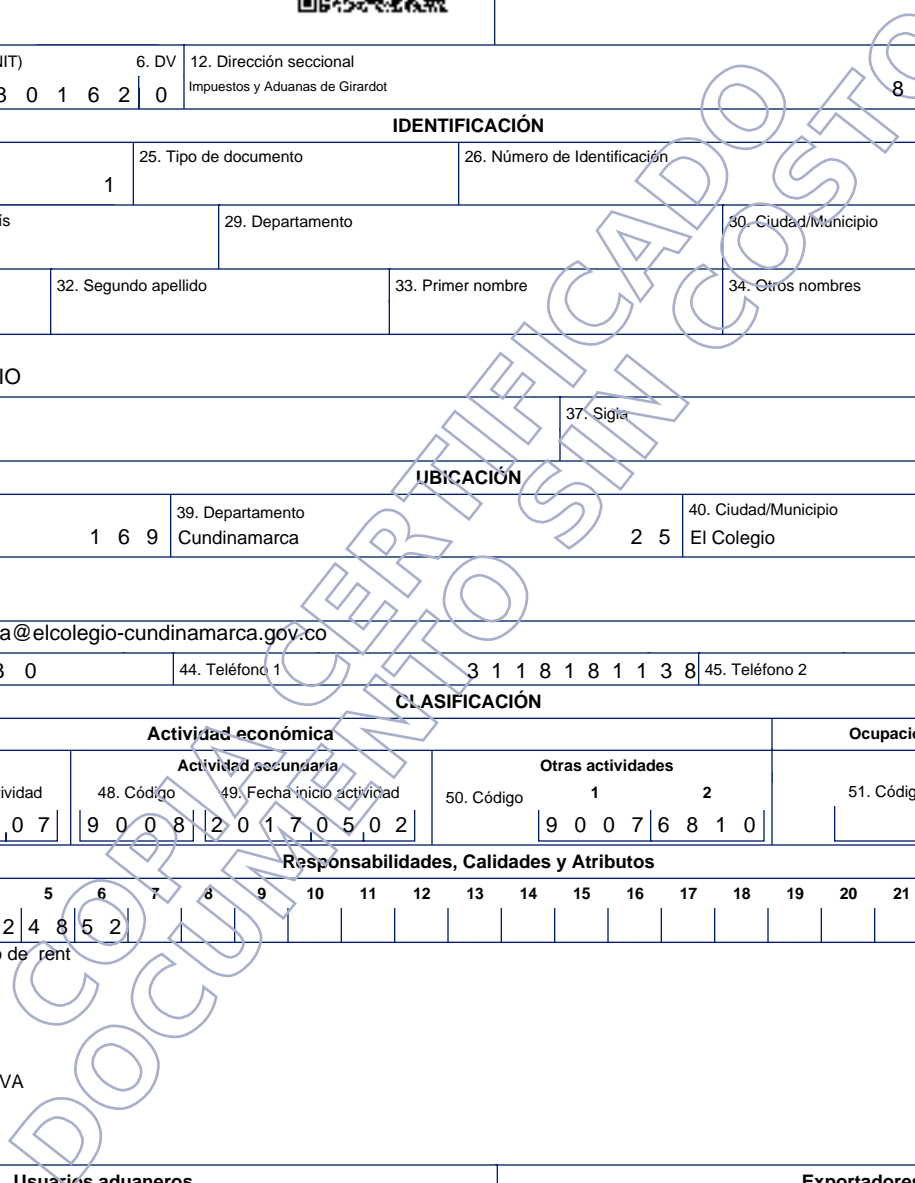 NIT) 6. DV 12. Dirección seccional
3 0 1 6 2 0 Impuestos y Aduanas de Girardot 8
IDENTIFICACIÓN
25. Tipo de documento 26. Número de Identificación
1
ís 29. Departamento 30. Ciudad/Municipio
32. Segundo apellido 33. Primer nombre 34. Otros nombres
IO
37. Sigla
UBICACIÓN
39. Departamento 40. Ciudad/Municipio
1 6 9 Cundinamarca 2 5 El Colegio
a@elcolegio-cundinamarca.gov.co
3 0 44. Teléfono 1 3 1 1 8 1 8 1 1 3 8 45. Teléfono 2
CLASIFICACIÓN
Actividad económica Ocupació
Actividad secundaria Otras actividades
ividad 48. Código 49. Fecha inicio actividad 50. Código 1 2 51. Códig
0 7 9 0 0 8 2 0 1 7 0 5 0 2 9 0 0 7 6 8 1 0
Responsabilidades, Calidades y Atributos
5 6 7 8 9 10 11 12 13 14 15 16 17 18 19 20 21
2 4 8 5 2
o de rent
VA
Usuarios aduaneros Exportadores
COPIA CERTIFICADO
DOCUMENTO SIN COSTO